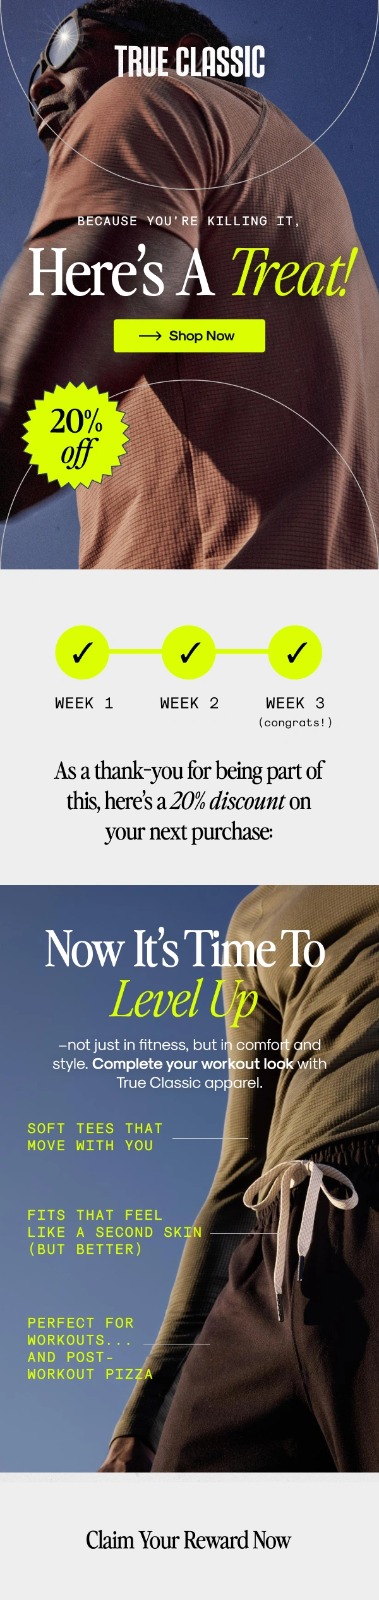 TRUE CLASSIC
BECAUSE YOU'RE KILLING IT,
Here's A Treat!
→ Shop Now
20%
off
✓ ✓ ✓
WEEK 1 WEEK 2 WEEK 3
(congrats!)
As a thank-you for being part of
this, here's a 20% discount on
your next purchase:
Now It's Time To
Level Up
–not just in fitness, but in comfort and
style. Complete your workout look with
True Classic apparel.
SOFT TEES THAT
MOVE WITH YOU
FITS THAT FEEL
LIKE A SECOND SKIN
(BUT BETTER)
PERFECT FOR
WORKOUTS...
AND POST-
WORKOUT PIZZA
Claim Your Reward Now